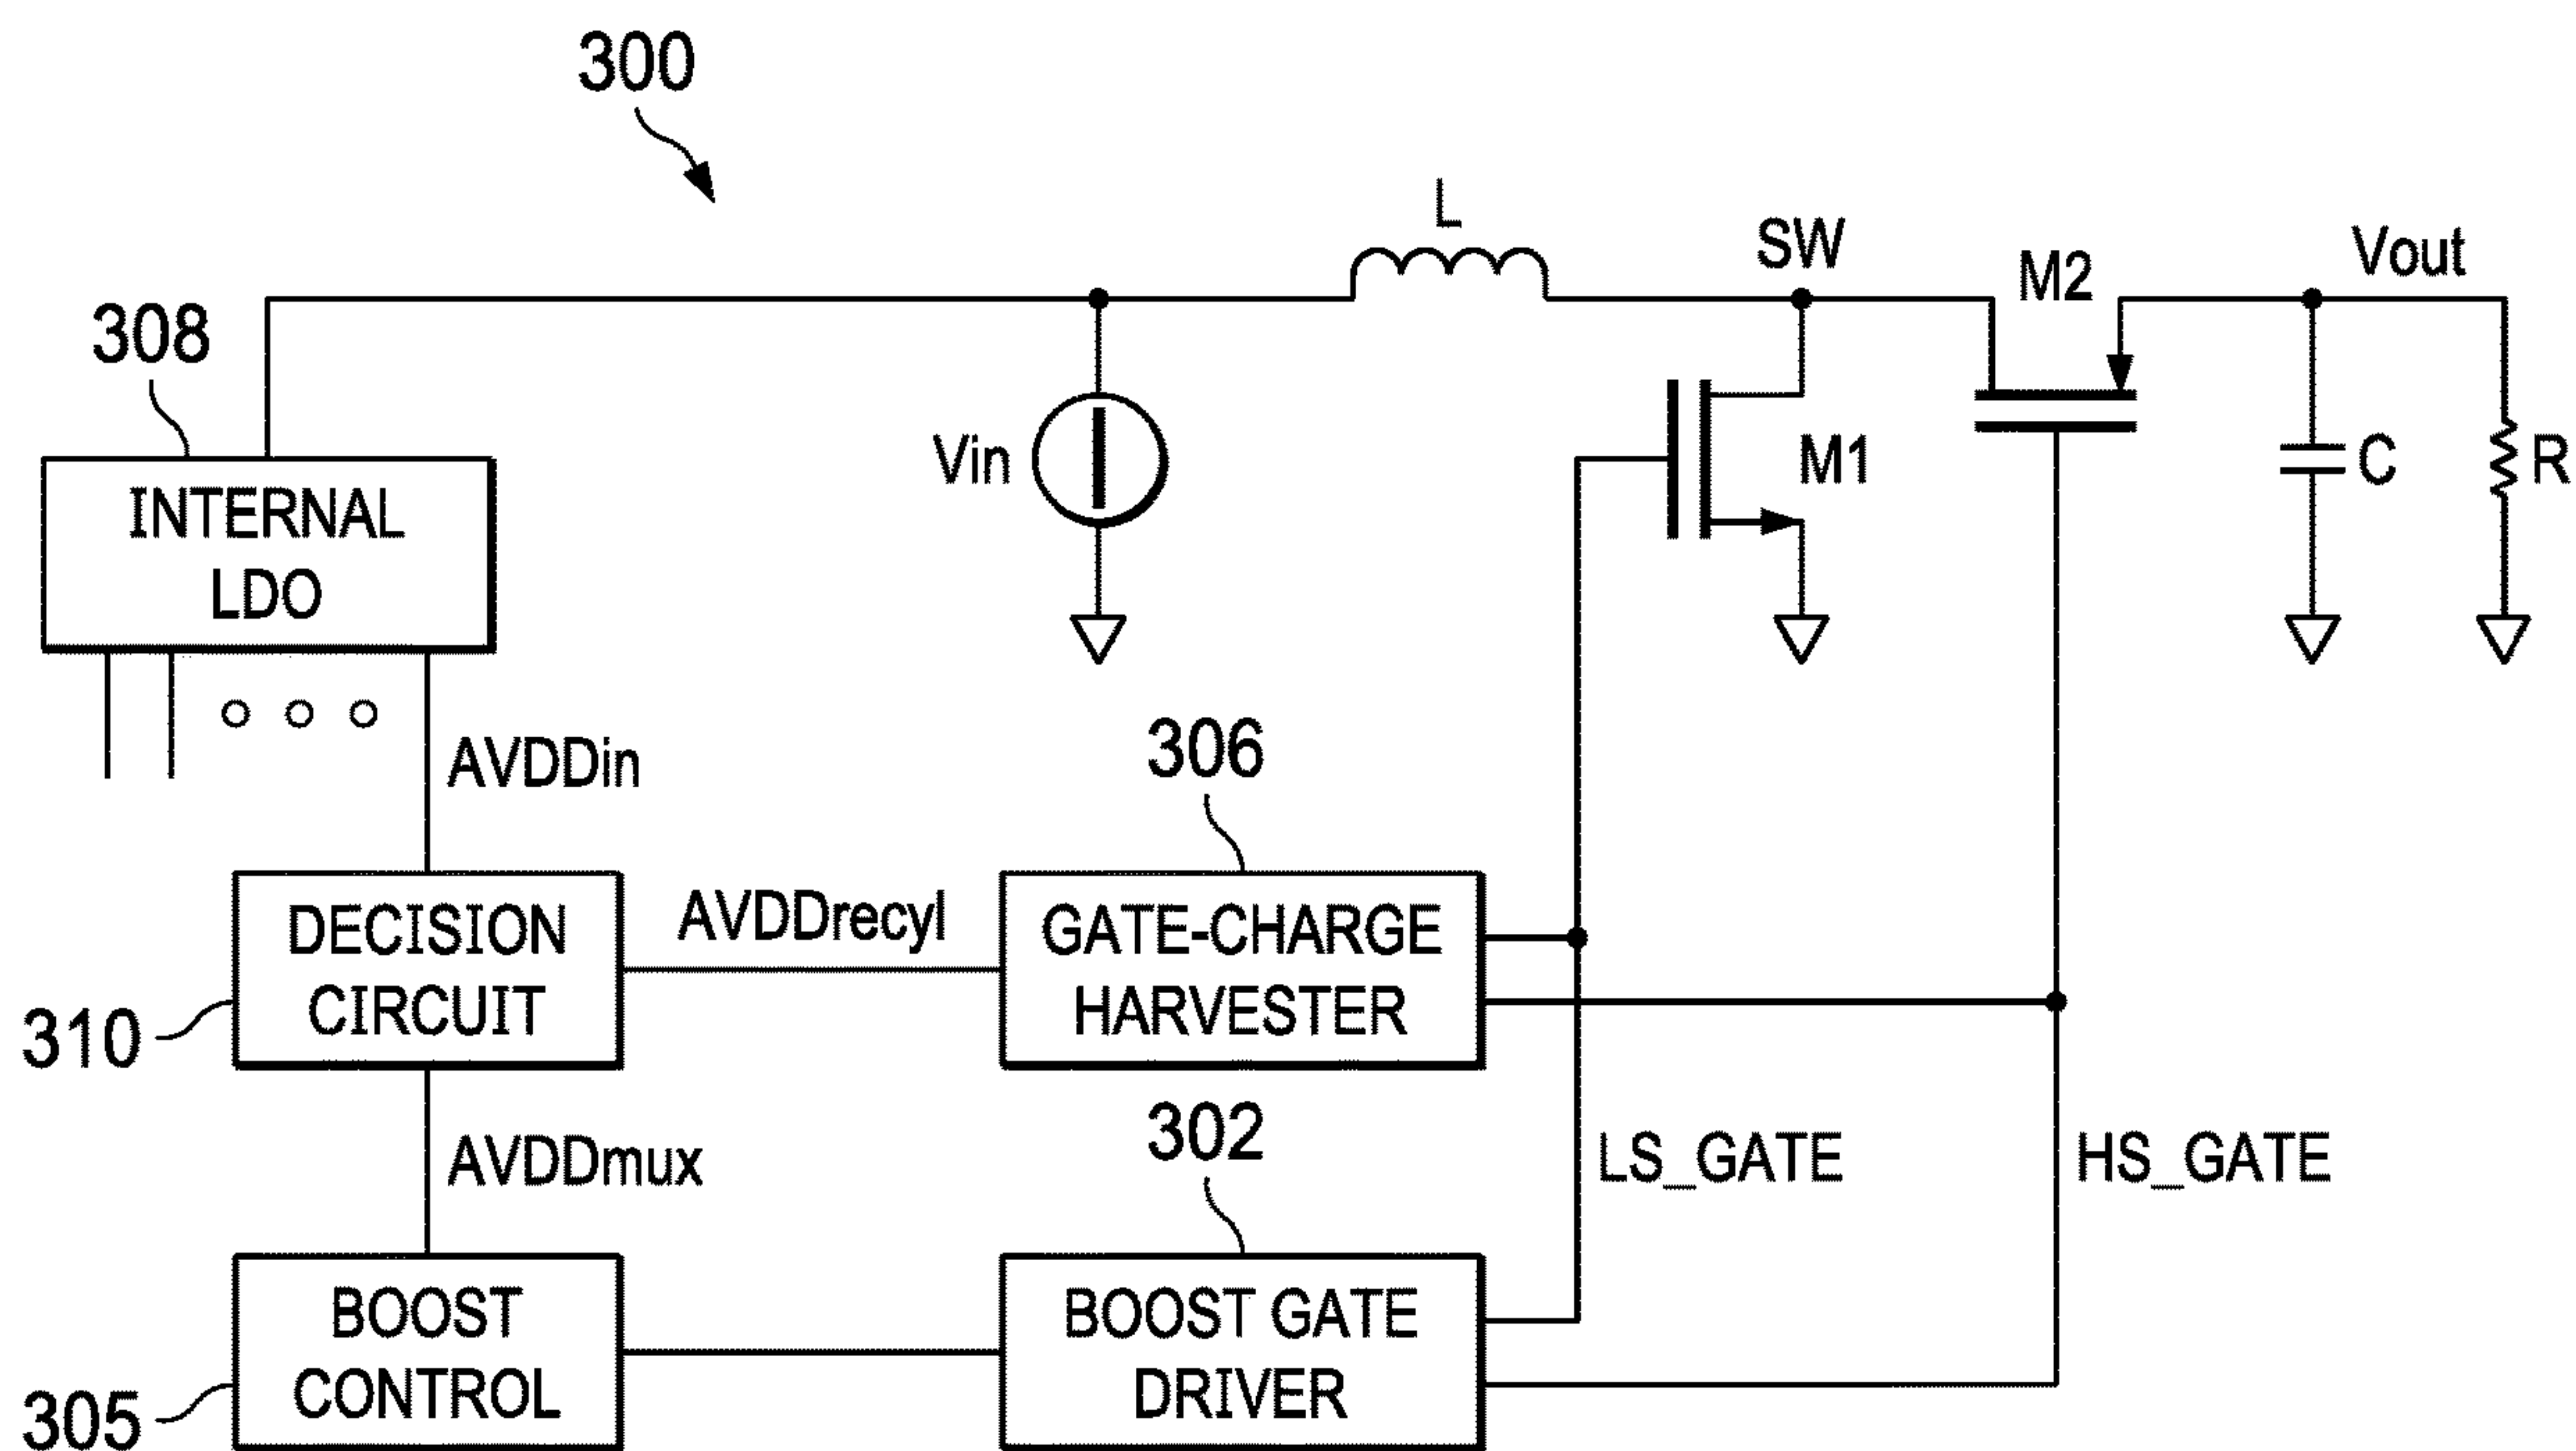 300
L
SW
M2
Vout
308
INTERNAL
LDO
Vin
M1
C
R
AVDDin
306
DECISION
CIRCUIT
AVDDrecyl
GATE-CHARGE
HARVESTER
310
302
AVDDmux
LS_GATE
HS_GATE
BOOST
CONTROL
BOOST GATE
DRIVER
305